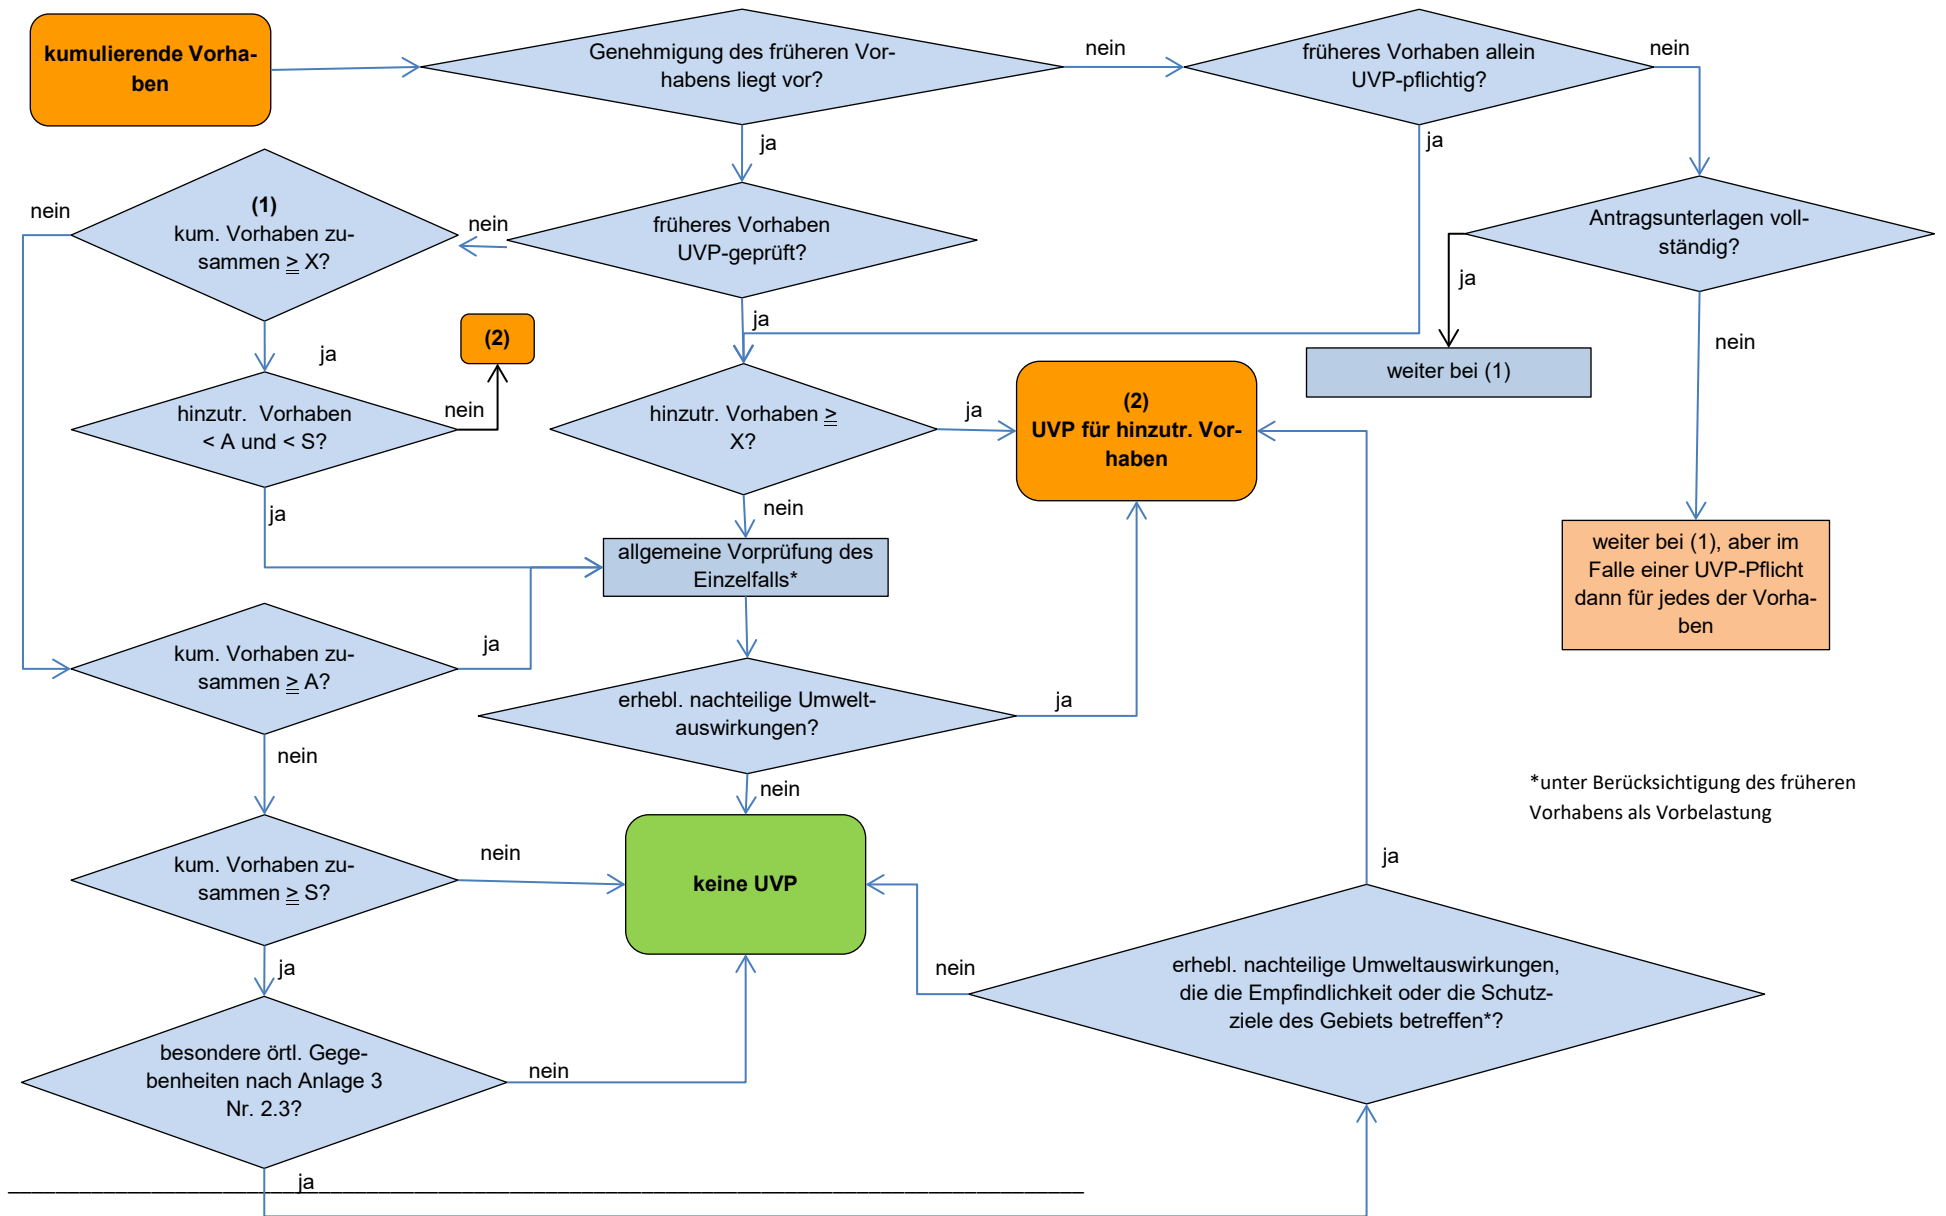 kumulierende Vorha-
ben
Genehmigung des früheren Vor-
habens liegt vor?
nein
früheres Vorhaben allein
UVP-pflichtig?
nein
ja
ja
nein
(1)
kum. Vorhaben zu-
sammen ≥ X?
nein
früheres Vorhaben
UVP-geprüft?
Antragsunterlagen voll-
ständig?
ja
ja
nein
ja
(2)
weiter bei (1)
hinzutr. Vorhaben
< A und < S?
nein
hinzutr. Vorhaben ≥
X?
ja
(2)
UVP für hinzutr. Vor-
haben
ja
nein
allgemeine Vorprüfung des
Einzelfalls*
weiter bei (1), aber im
Falle einer UVP-Pflicht
dann für jedes der Vorha-
ben
kum. Vorhaben zu-
sammen ≥ A?
ja
erhebl. nachteilige Umwelt-
auswirkungen?
ja
nein
nein
*unter Berücksichtigung des früheren
Vorhabens als Vorbelastung
kum. Vorhaben zu-
sammen ≥ S?
nein
keine UVP
ja
ja
nein
erhebl. nachteilige Umweltauswirkungen,
die die Empfindlichkeit oder die Schutz-
ziele des Gebiets betreffen*?
besondere örtl. Gege-
benheiten nach Anlage 3
Nr. 2.3?
nein
ja